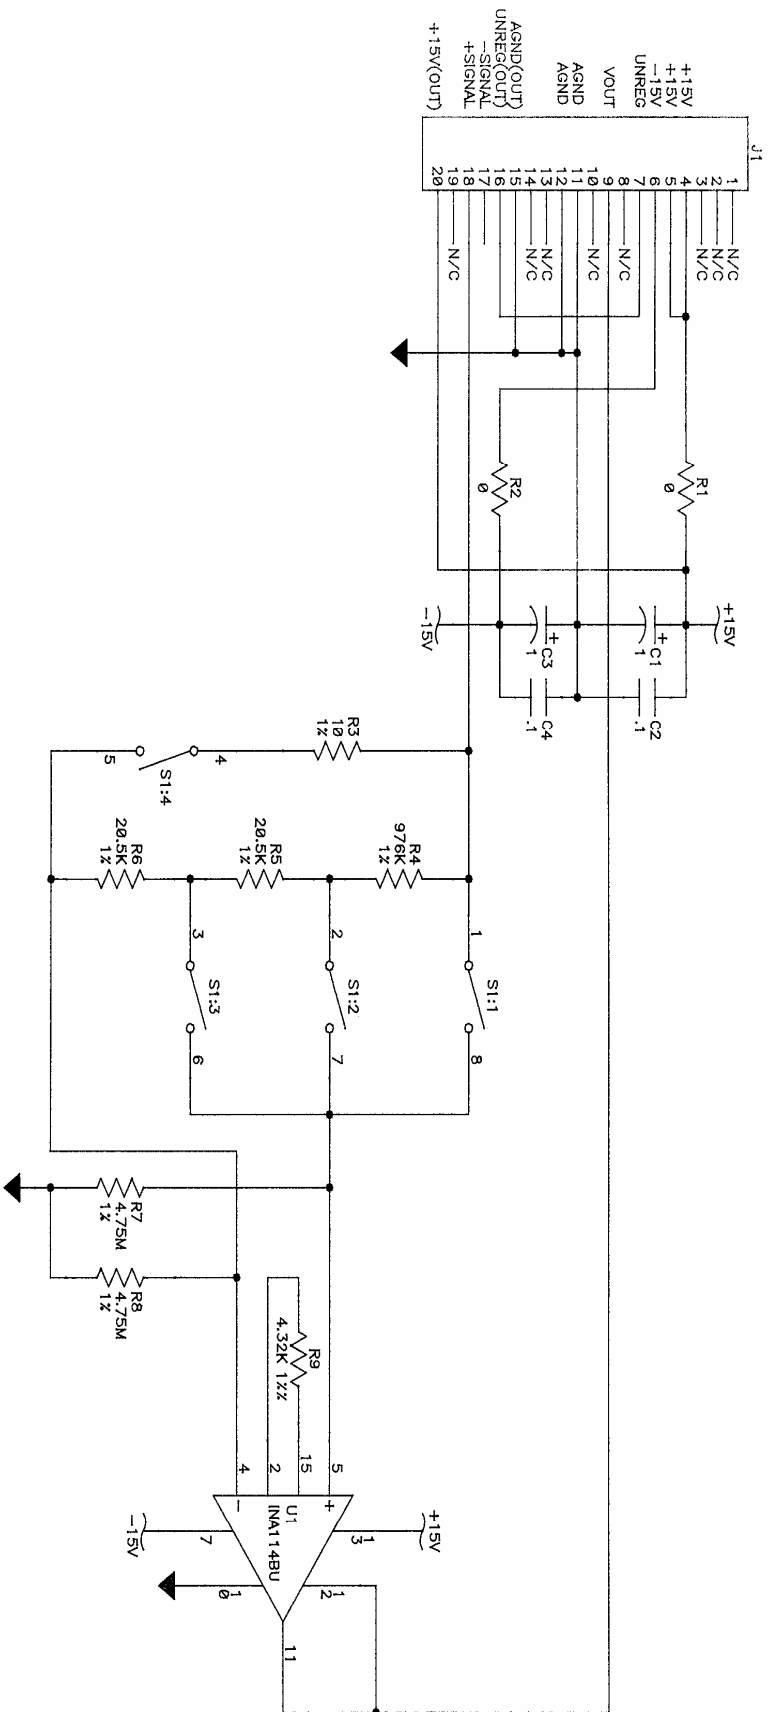 J1
+15V
+15V
-15V
UNREG
VOUT
AGND
AGND
AGND(OUT)
UNREG(OUT)
-SIGNAL
+SIGNAL
+15V(OUT)
1
2
3
4
5
6
7
8
9
10
11
12
13
14
15
16
17
18
19
20
N/C
N/C
N/C
N/C
N/C
N/C
N/C
N/C
R1
0
R2
0
+15V
+
C1
1
C2
.1
+
C3
1
C4
.1
-15V
R3
10
1%
4
S1:4
5
R4
976K
1%
R5
20.5K
1%
R6
20.5K
1%
1
S1:1
8
2
S1:2
7
3
S1:3
6
R7
4.75M
1%
R8
4.75M
1%
R9
4.32K 1%%
5
15
2
4
+
-
U1
INA114BU
+15V
13
12
-15V
7
10
11